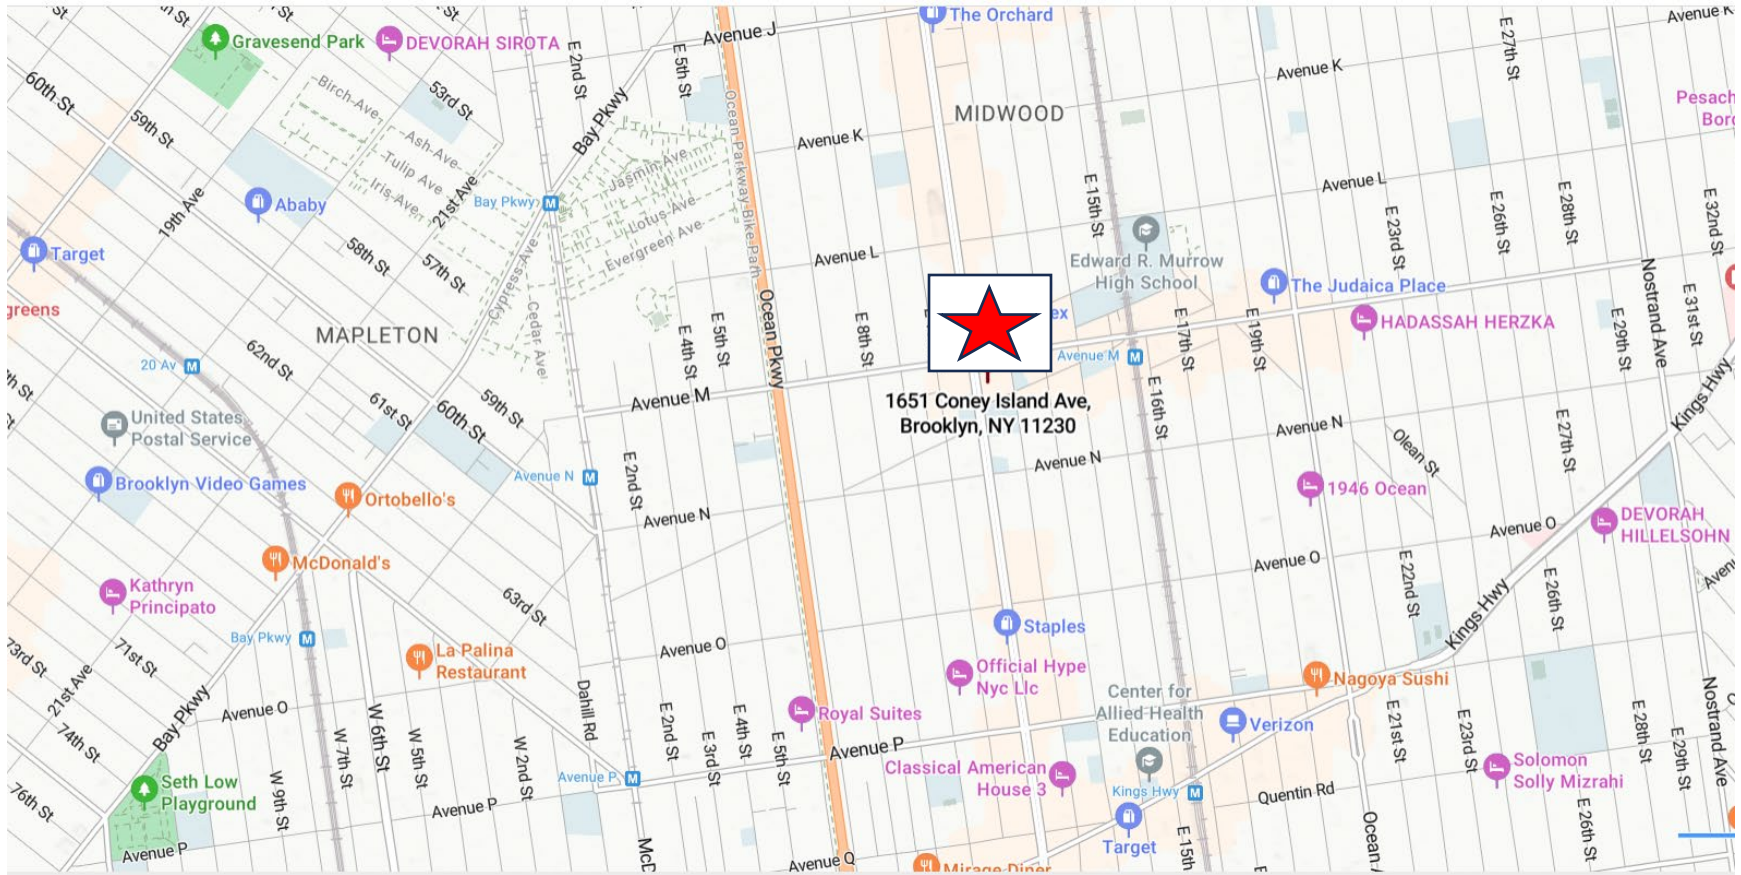 The Orchard
Avenue J
Avenue K
Gravesend Park
DEVORAH SIROTA
E 2nd St
E 5th St
E 27th St
Avenue K
60th St
Birch-Ave
53rd St
Bay Pkwy
Ocean Parkway Bike Path
MIDWOOD
Pesach
Boro
59th St
Ash-Ave
Avenue K
Tulip Ave
Jasmin-Ave
19th Ave
Iris-Ave
21st Ave
Avenue L
E 15th St
Ababy
Bay Pkwy
Lotus-Ave
E 23rd St
E 26th St
E 28th St
E 32nd St
Target
58th St
57th St
Cypress-Ave
Evergreen Ave
Avenue L
Edward R. Murrow
High School
The Judaica Place
Nostrand Ave
greens
MAPLETON
Cedar Ave
E 4th St
E 5th St
Ocean Pkwy
E 8th St
ex
E 17th St
E 19th St
HADASSAH HERZKA
E 29th St
E 31st St
20 Av
62nd St
Avenue M
Kings Hwy
61st St
60th St
59th St
Avenue M
1651 Coney Island Ave,
Brooklyn, NY 11230
E 16th St
United States
Postal Service
Avenue N
Olean St
E 27th St
Brooklyn Video Games
Ortobello's
Avenue N
E 2nd St
Avenue N
Avenue N
1946 Ocean
DEVORAH
HILLELSOHN
Avenue O
McDonald's
Avenue O
Kathryn
Principato
63rd St
E 22nd St
E 26th St
Kings Hwy
Bay Pkwy
Staples
73rd St
71st St
La Palina
Restaurant
Avenue O
Official Hype
Nyc Llc
Nagoya Sushi
21st Ave
Bay Pkwy
Avenue O
Dahill Rd
Center for
Allied Health
Education
Nostrand Ave
74th St
W 7th St
W 6th St
W 5th St
W 2nd St
E 2nd St
E 3rd St
E 4th St
E 5th St
Royal Suites
Avenue P
Verizon
E 21st St
E 23rd St
E 28th St
E 29th St
Classical American
House 3
Solomon
Solly Mizrahi
Seth Low
Playground
W 9th St
Avenue P
Avenue P
Kings Hwy
Quentin Rd
76th St
E 26th St
Avenue P
McD
Target
E 15th
Ocean
Avenue Q
Mirage Diner